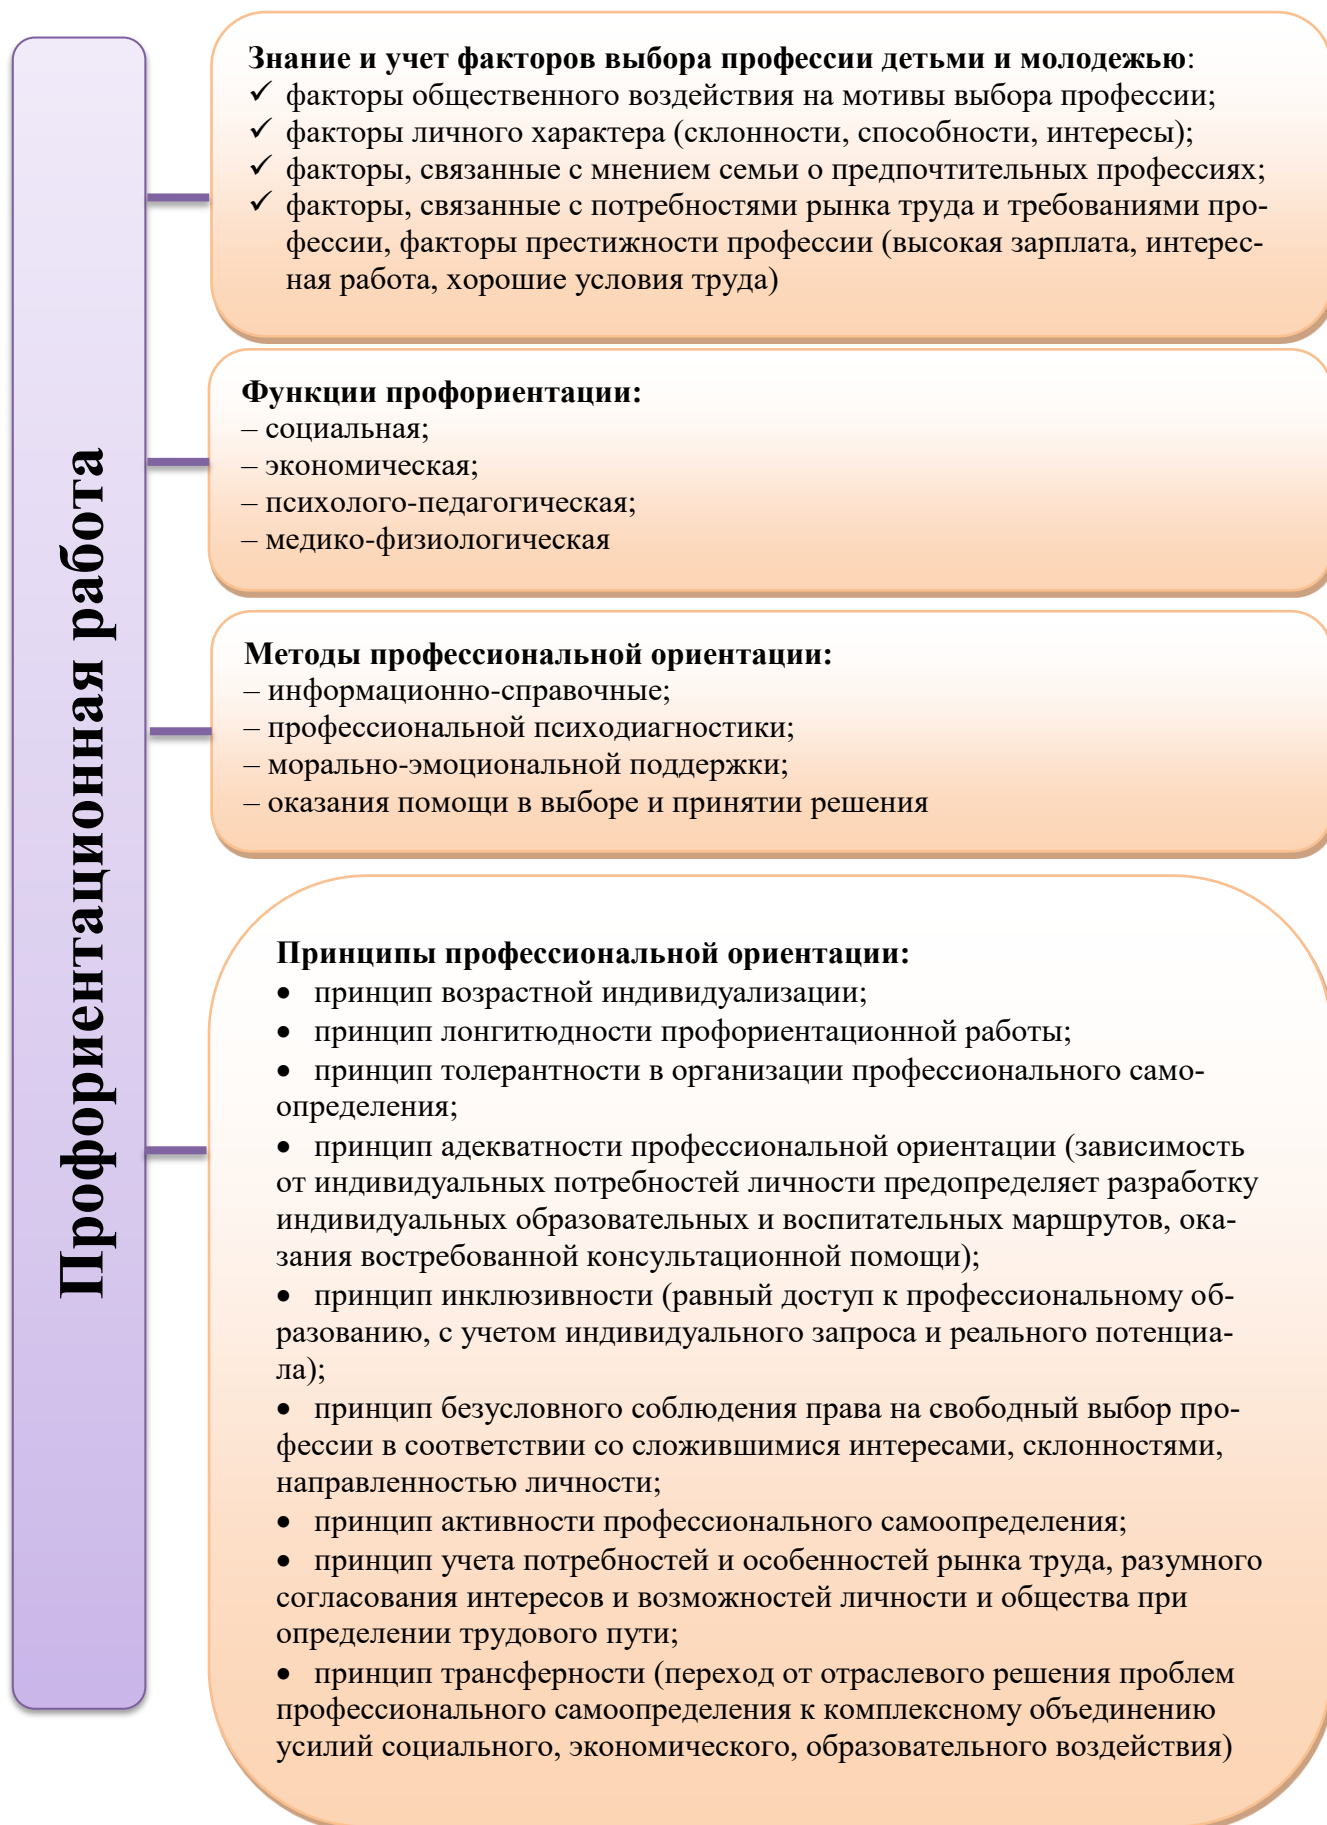 Профориентационная работа
Знание и учет факторов выбора профессии детьми и молодежью:
✓ факторы общественного воздействия на мотивы выбора профессии;
✓ факторы личного характера (склонности, способности, интересы);
✓ факторы, связанные с мнением семьи о предпочтительных профессиях;
✓ факторы, связанные с потребностями рынка труда и требованиями про-
фессии, факторы престижности профессии (высокая зарплата, интерес-
ная работа, хорошие условия труда)
Функции профориентации:
– социальная;
– экономическая;
– психолого-педагогическая;
– медико-физиологическая
Методы профессиональной ориентации:
– информационно-справочные;
– профессиональной психодиагностики;
– морально-эмоциональной поддержки;
– оказания помощи в выборе и принятии решения
Принципы профессиональной ориентации:
• принцип возрастной индивидуализации;
• принцип лонгитюдности профориентационной работы;
• принцип толерантности в организации профессионального само-
определения;
• принцип адекватности профессиональной ориентации (зависимость
от индивидуальных потребностей личности предопределяет разработку
индивидуальных образовательных и воспитательных маршрутов, ока-
зания востребованной консультационной помощи);
• принцип инклюзивности (равный доступ к профессиональному об-
разованию, с учетом индивидуального запроса и реального потенциа-
ла);
• принцип безусловного соблюдения права на свободный выбор про-
фессии в соответствии со сложившимися интересами, склонностями,
направленностью личности;
• принцип активности профессионального самоопределения;
• принцип учета потребностей и особенностей рынка труда, разумного
согласования интересов и возможностей личности и общества при
определении трудового пути;
• принцип трансферности (переход от отраслевого решения проблем
профессионального самоопределения к комплексному объединению
усилий социального, экономического, образовательного воздействия)